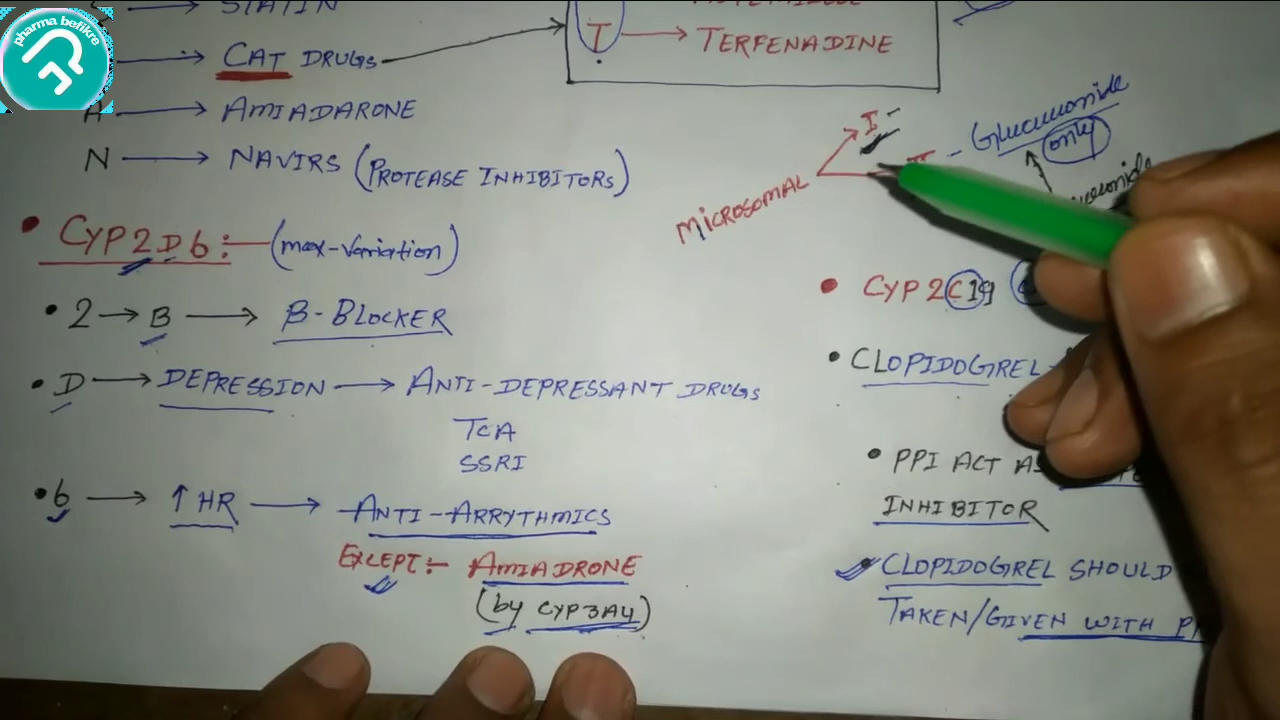 pharma befikre
STATIN
CAT DRUGS
T → TERFENADINE
A → AMIADARONE
N → NAVIRS (PROTEASE INHIBITORS)
MICROSOMAL
I -
- Glucuronide
only
• CYP2D6:- (max-variation)
• 2 → B → β-BLOCKER
• D → DEPRESSION → ANTI-DEPRESSANT DRUGS
TCA
SSRI
• 6 → ↑ HR → ANTI-ARRYTHMICS
EXCEPT:- AMIADRONE
(by CYP3A4)
• CYP2C19
• CLOPIDOGREL
• PPI ACT AS
INHIBITOR
• CLOPIDOGREL SHOULD
TAKEN/GIVEN WITH